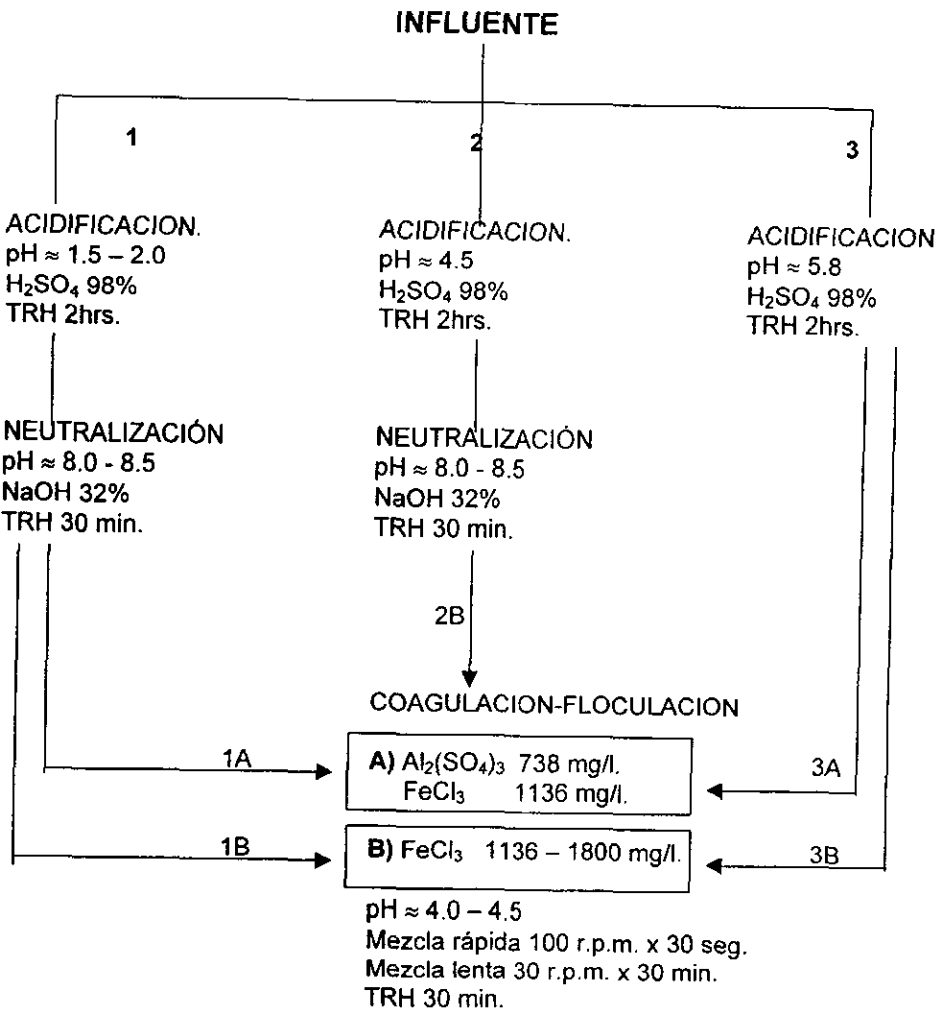 INFLUENTE
1
2
3
ACIDIFICACION.
pH ≈ 1.5 – 2.0
H₂SO₄ 98%
TRH 2hrs.
ACIDIFICACION.
pH ≈ 4.5
H₂SO₄ 98%
TRH 2hrs.
ACIDIFICACION
pH ≈ 5.8
H₂SO₄ 98%
TRH 2hrs.
NEUTRALIZACIÓN
pH ≈ 8.0 - 8.5
NaOH 32%
TRH 30 min.
NEUTRALIZACIÓN
pH ≈ 8.0 - 8.5
NaOH 32%
TRH 30 min.
2B
COAGULACION-FLOCULACION
1A
A) Al₂(SO₄)₃ 738 mg/l.
FeCl₃ 1136 mg/l.
3A
1B
B) FeCl₃ 1136 – 1800 mg/l.
3B
pH ≈ 4.0 – 4.5
Mezcla rápida 100 r.p.m. x 30 seg.
Mezcla lenta 30 r.p.m. x 30 min.
TRH 30 min.